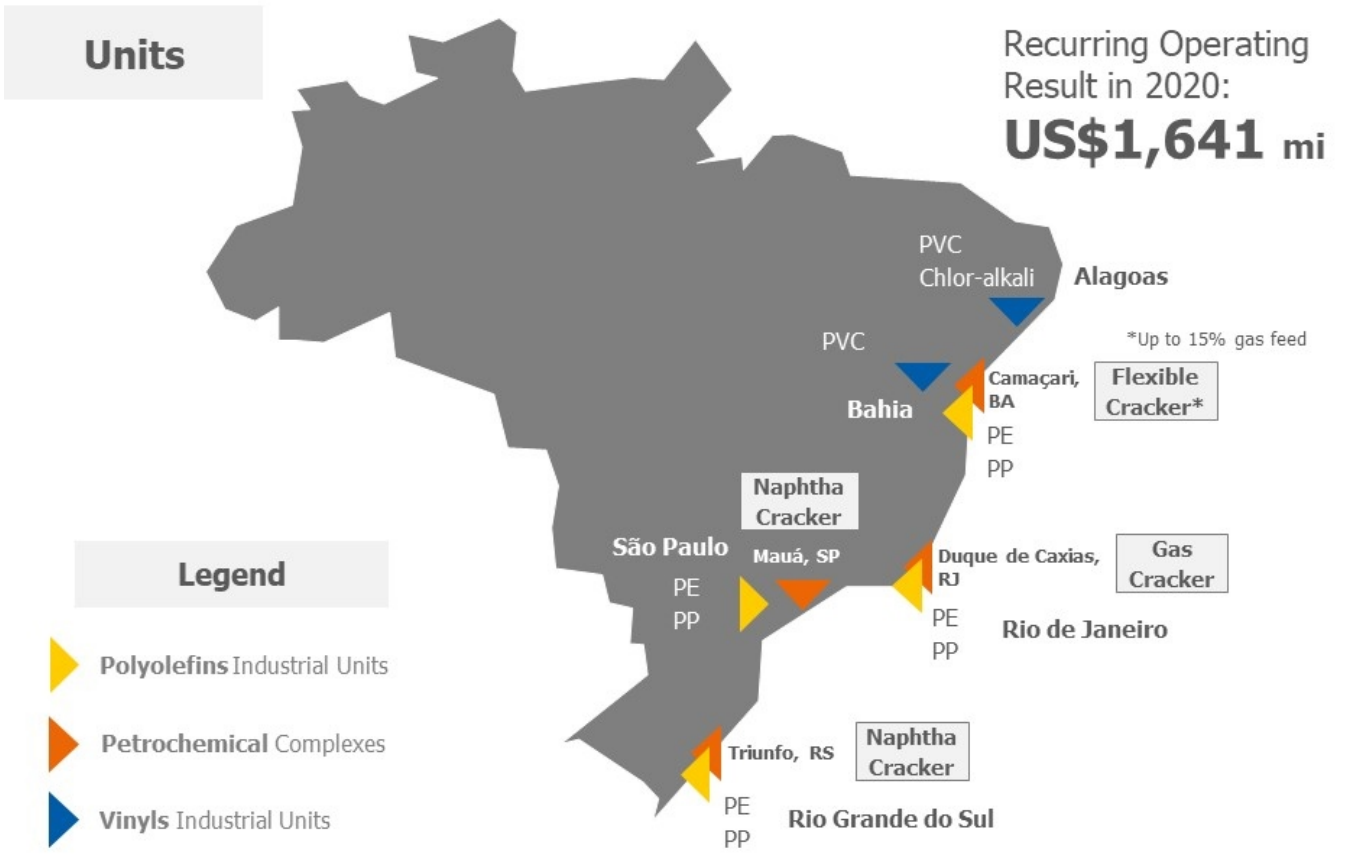 Units
Recurring Operating
Result in 2020:
US$1,641 mi
PVC
Chlor-alkali
Alagoas
*Up to 15% gas feed
PVC
Bahia
Camaçari,
BA
Flexible
Cracker*
PE
PP
Naphtha
Cracker
São Paulo
Mauá, SP
PE
PP
Duque de Caxias,
RJ
Gas
Cracker
PE
PP
Rio de Janeiro
Triunfo, RS
Naphtha
Cracker
PE
PP
Rio Grande do Sul
Legend
Polyolefins Industrial Units
Petrochemical Complexes
Vinyls Industrial Units